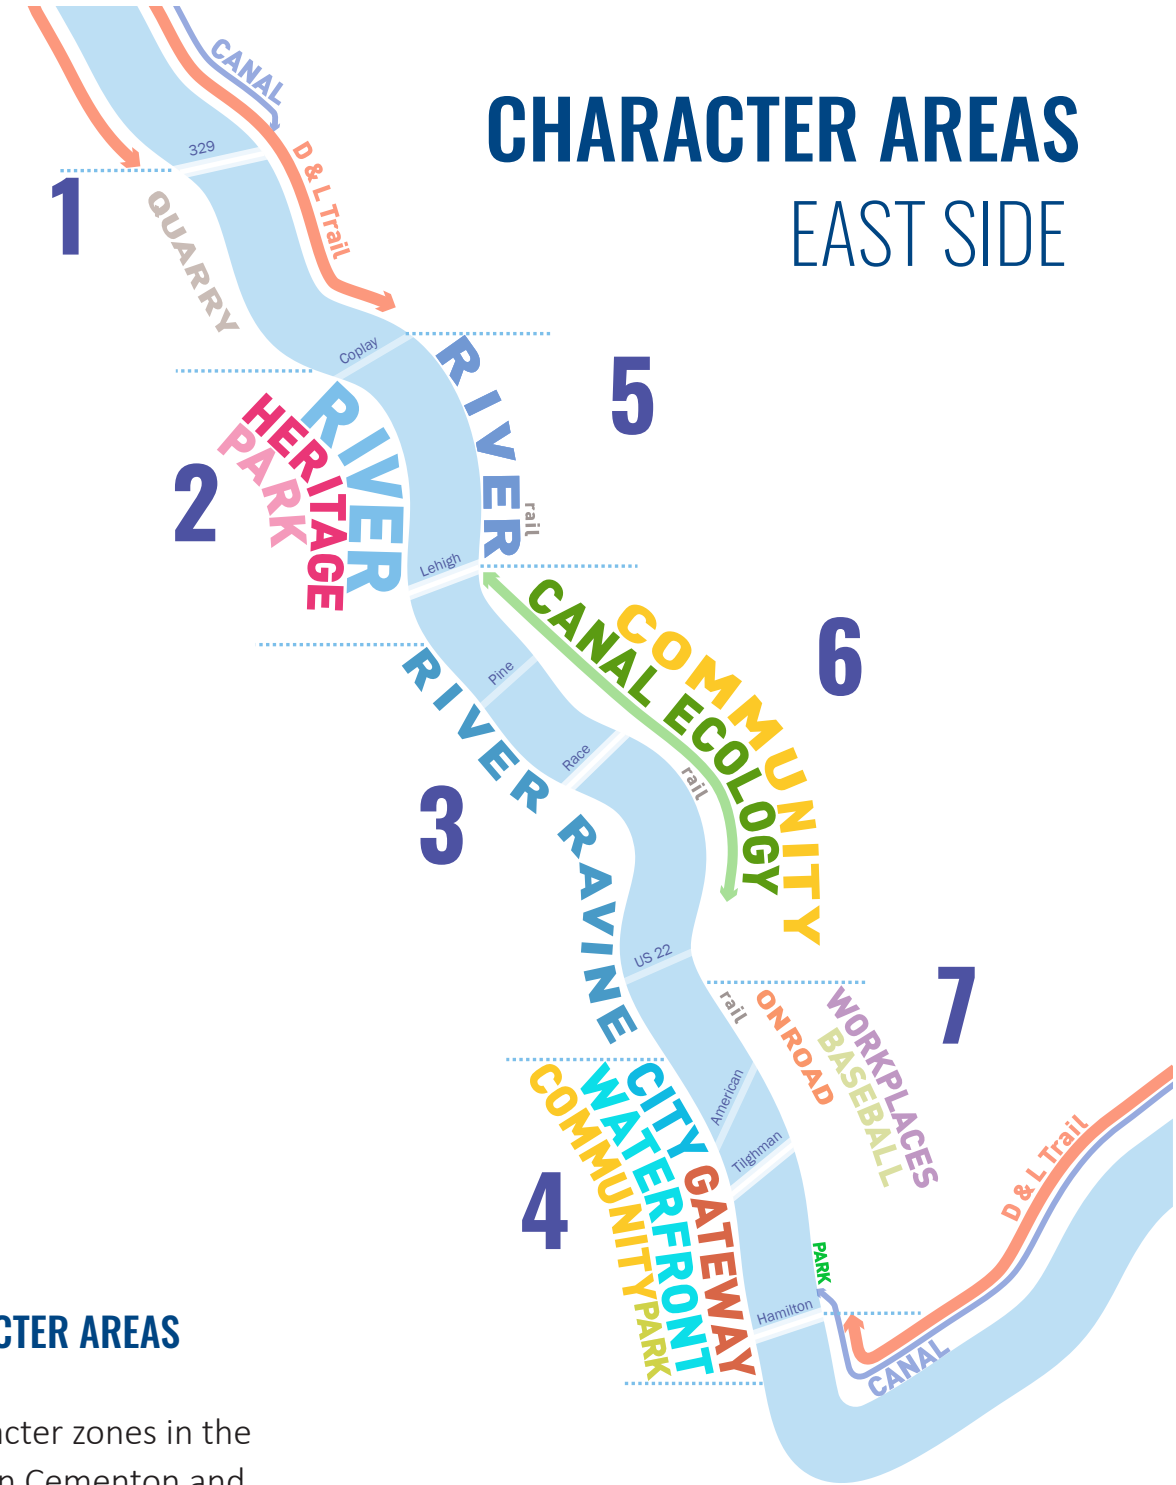 CHARACTER AREAS
EAST SIDE
CANAL
329
D & L Trail
1
QUARRY
Coplay
RIVER
5
RIVER
HERITAGE
PARK
2
rail
Lehigh
CANAL ECOLOGY
COMMUNITY
6
RIVER RAVINE
Pine
Race
rail
3
US 22
7
rail
ONROAD
WORKPLACES
BASEBALL
CITY GATEWAY
WATERFRONT
COMMUNITY PARK
4
American
Tilghman
D & L Trail
PARK
Hamilton
CANAL
CTER AREAS
cter zones in the
n Cementon and